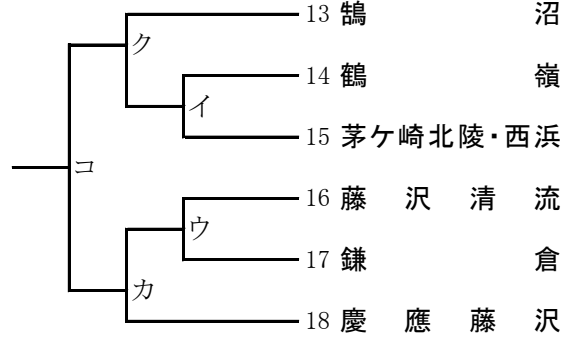 13 鵠沼
ク
14 鶴嶺
イ
15 茅ケ崎北陵・西浜
コ
16 藤沢清流
ウ
17 鎌倉
カ
18 慶應藤沢